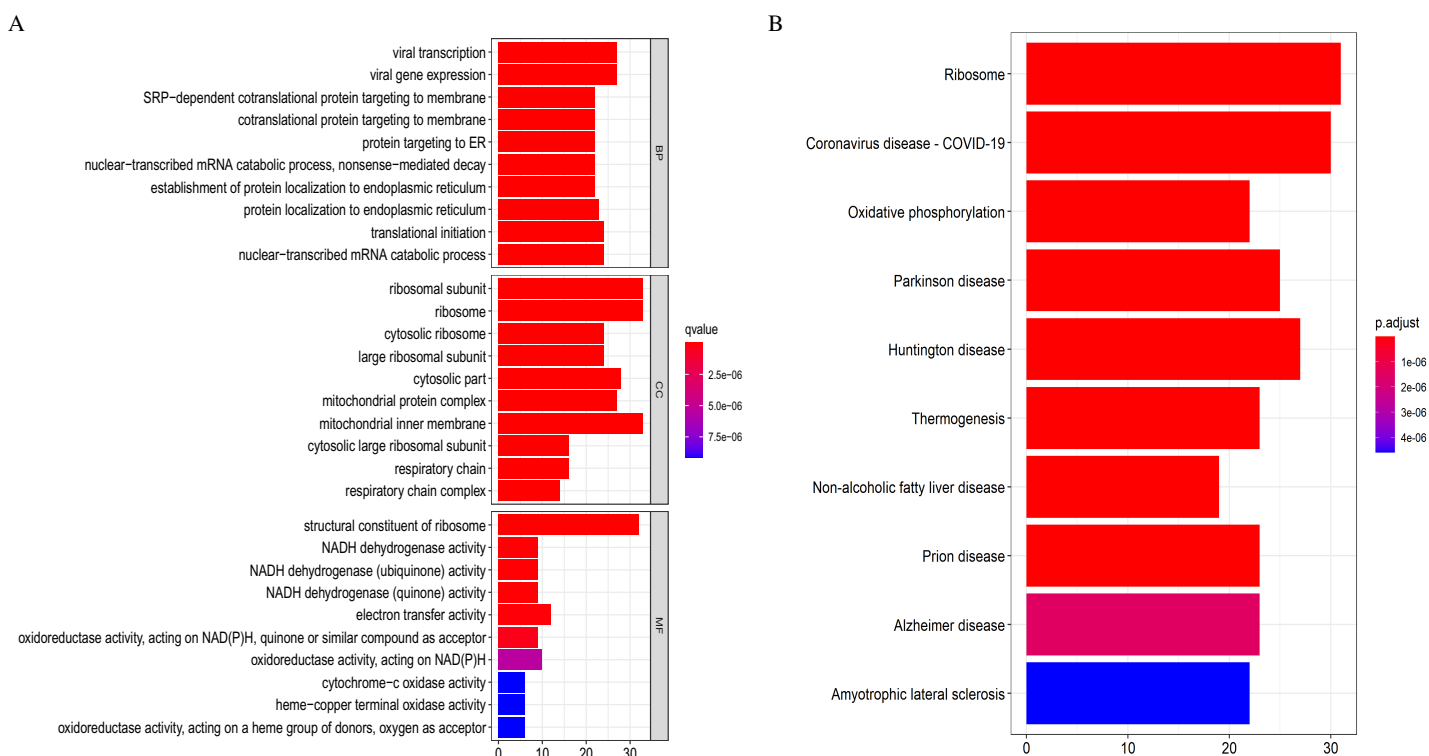 A
viral transcription
viral gene expression
SRP−dependent cotranslational protein targeting to membrane
cotranslational protein targeting to membrane
protein targeting to ER
nuclear−transcribed mRNA catabolic process, nonsense−mediated decay
establishment of protein localization to endoplasmic reticulum
protein localization to endoplasmic reticulum
translational initiation
nuclear−transcribed mRNA catabolic process
BP
ribosomal subunit
ribosome
cytosolic ribosome
large ribosomal subunit
cytosolic part
mitochondrial protein complex
mitochondrial inner membrane
cytosolic large ribosomal subunit
respiratory chain
respiratory chain complex
CC
structural constituent of ribosome
NADH dehydrogenase activity
NADH dehydrogenase (ubiquinone) activity
NADH dehydrogenase (quinone) activity
electron transfer activity
oxidoreductase activity, acting on NAD(P)H, quinone or similar compound as acceptor
oxidoreductase activity, acting on NAD(P)H
cytochrome−c oxidase activity
heme−copper terminal oxidase activity
oxidoreductase activity, acting on a heme group of donors, oxygen as acceptor
MF
0 10 20 30
qvalue
2.5e−06
5.0e−06
7.5e−06
B
Ribosome
Coronavirus disease - COVID-19
Oxidative phosphorylation
Parkinson disease
Huntington disease
Thermogenesis
Non-alcoholic fatty liver disease
Prion disease
Alzheimer disease
Amyotrophic lateral sclerosis
0 10 20 30
p.adjust
1e-06
2e-06
3e-06
4e-06